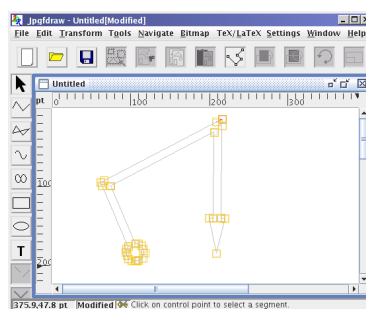 Jpgfdraw - Untitled[Modified]
File Edit Transform Tools Navigate Bitmap TeX/LaTeX Settings Window Help
Untitled
pt 0 100 200 300
100
200
T
375.9,47.8 pt Modified Click on control point to select a segment.